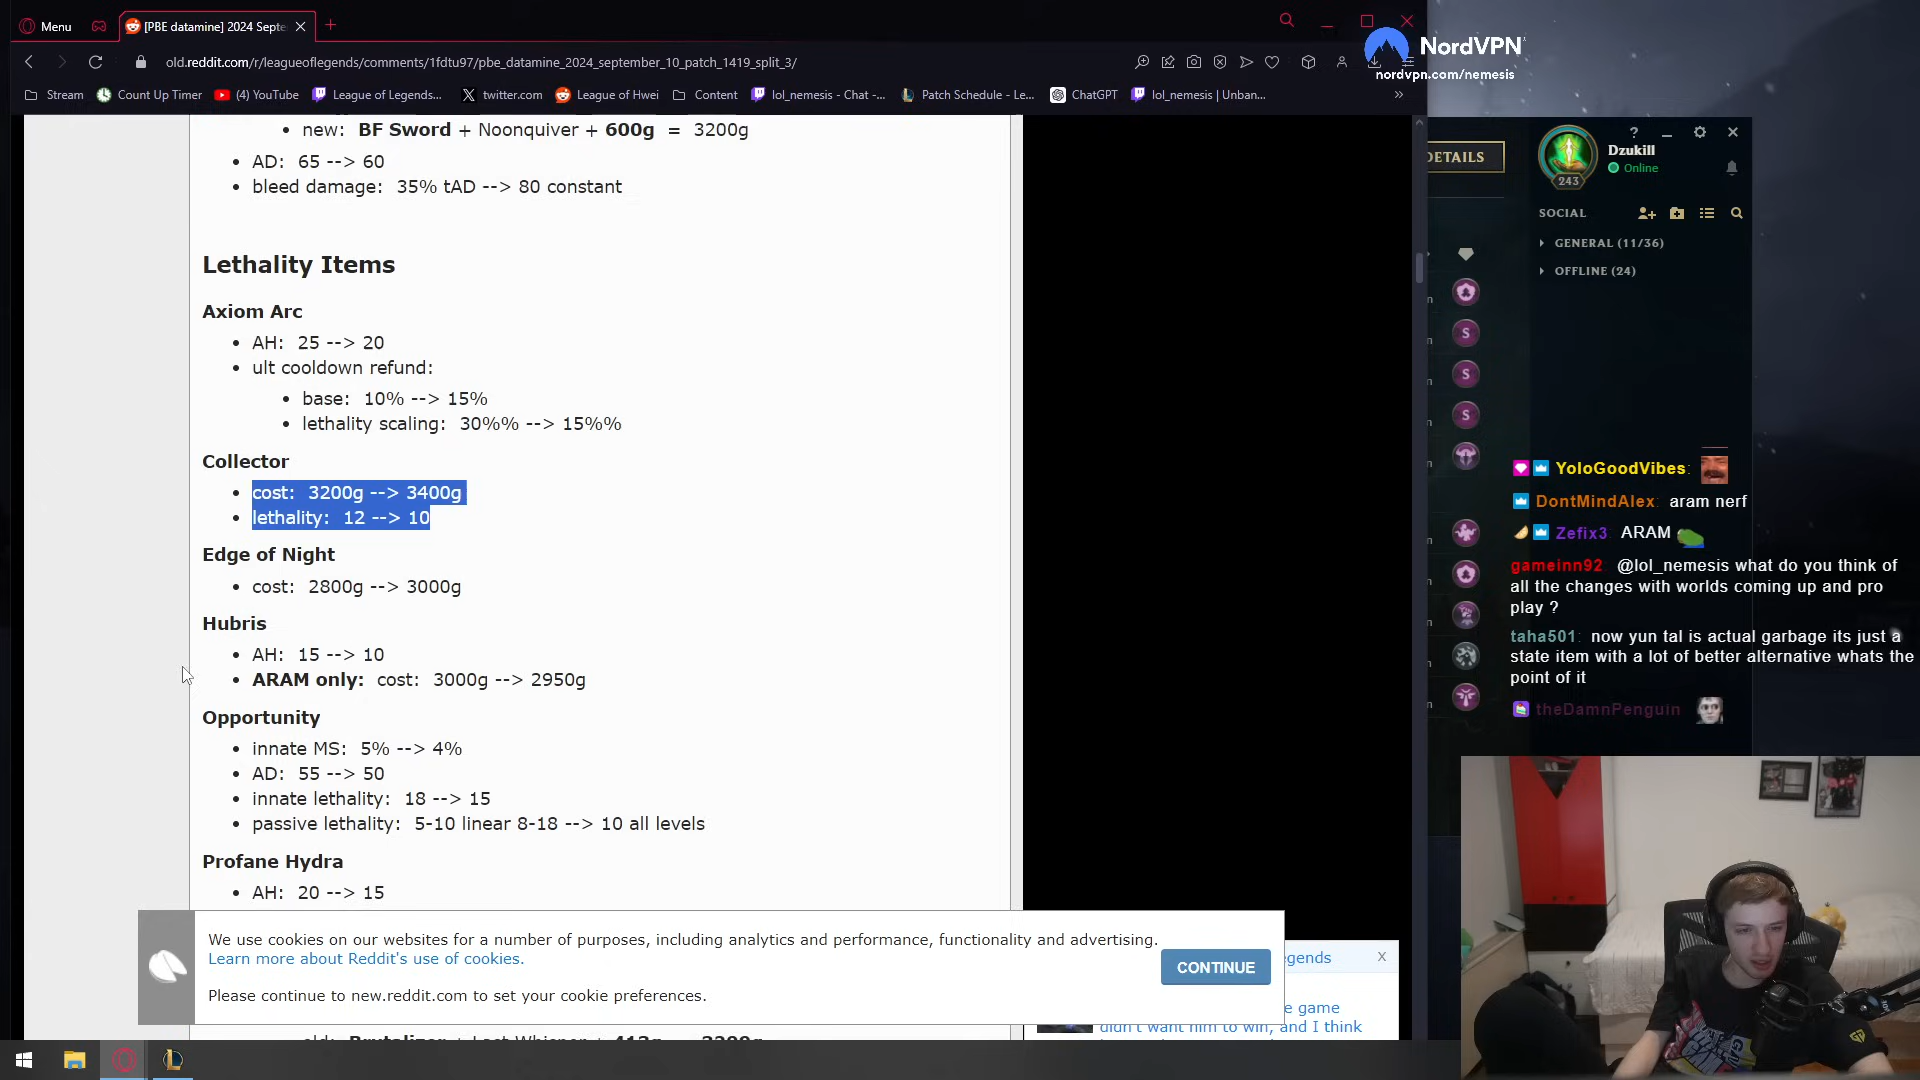 Menu
[PBE datamine] 2024 Septe
old.reddit.com/r/leagueoflegends/comments/1fdtu97/pbe_datamine_2024_september_10_patch_1419_split_3/
Stream
Count Up Timer
(4) YouTube
League of Legends...
twitter.com
League of Hwei
Content
lol_nemesis - Chat -...
Patch Schedule - Le...
ChatGPT
lol_nemesis | Unban...
»
NordVPN
nordvpn.com/nemesis
new: BF Sword + Noonquiver + 600g = 3200g
AD: 65 --> 60
bleed damage: 35% tAD --> 80 constant
Lethality Items
Axiom Arc
AH: 25 --> 20
ult cooldown refund:
base: 10% --> 15%
lethality scaling: 30%% --> 15%%
Collector
cost: 3200g --> 3400g
lethality: 12 --> 10
Edge of Night
cost: 2800g --> 3000g
Hubris
AH: 15 --> 10
ARAM only: cost: 3000g --> 2950g
Opportunity
innate MS: 5% --> 4%
AD: 55 --> 50
innate lethality: 18 --> 15
passive lethality: 5-10 linear 8-18 --> 10 all levels
Profane Hydra
AH: 20 --> 15
We use cookies on our websites for a number of purposes, including analytics and performance, functionality and advertising.
Learn more about Reddit's use of cookies.
Please continue to new.reddit.com to set your cookie preferences.
CONTINUE
egends
X
e game
didn't want him to win, and I think
DETAILS
?
Dzukill
Online
243
SOCIAL
GENERAL (11/36)
OFFLINE (24)
S
S
S
YoloGoodVibes:
DontMindAlex: aram nerf
Zefix3: ARAM
gameinn92: @lol_nemesis what do you think of
all the changes with worlds coming up and pro
play ?
taha501: now yun tal is actual garbage its just a
state item with a lot of better alternative whats the
point of it
theDamnPenguin